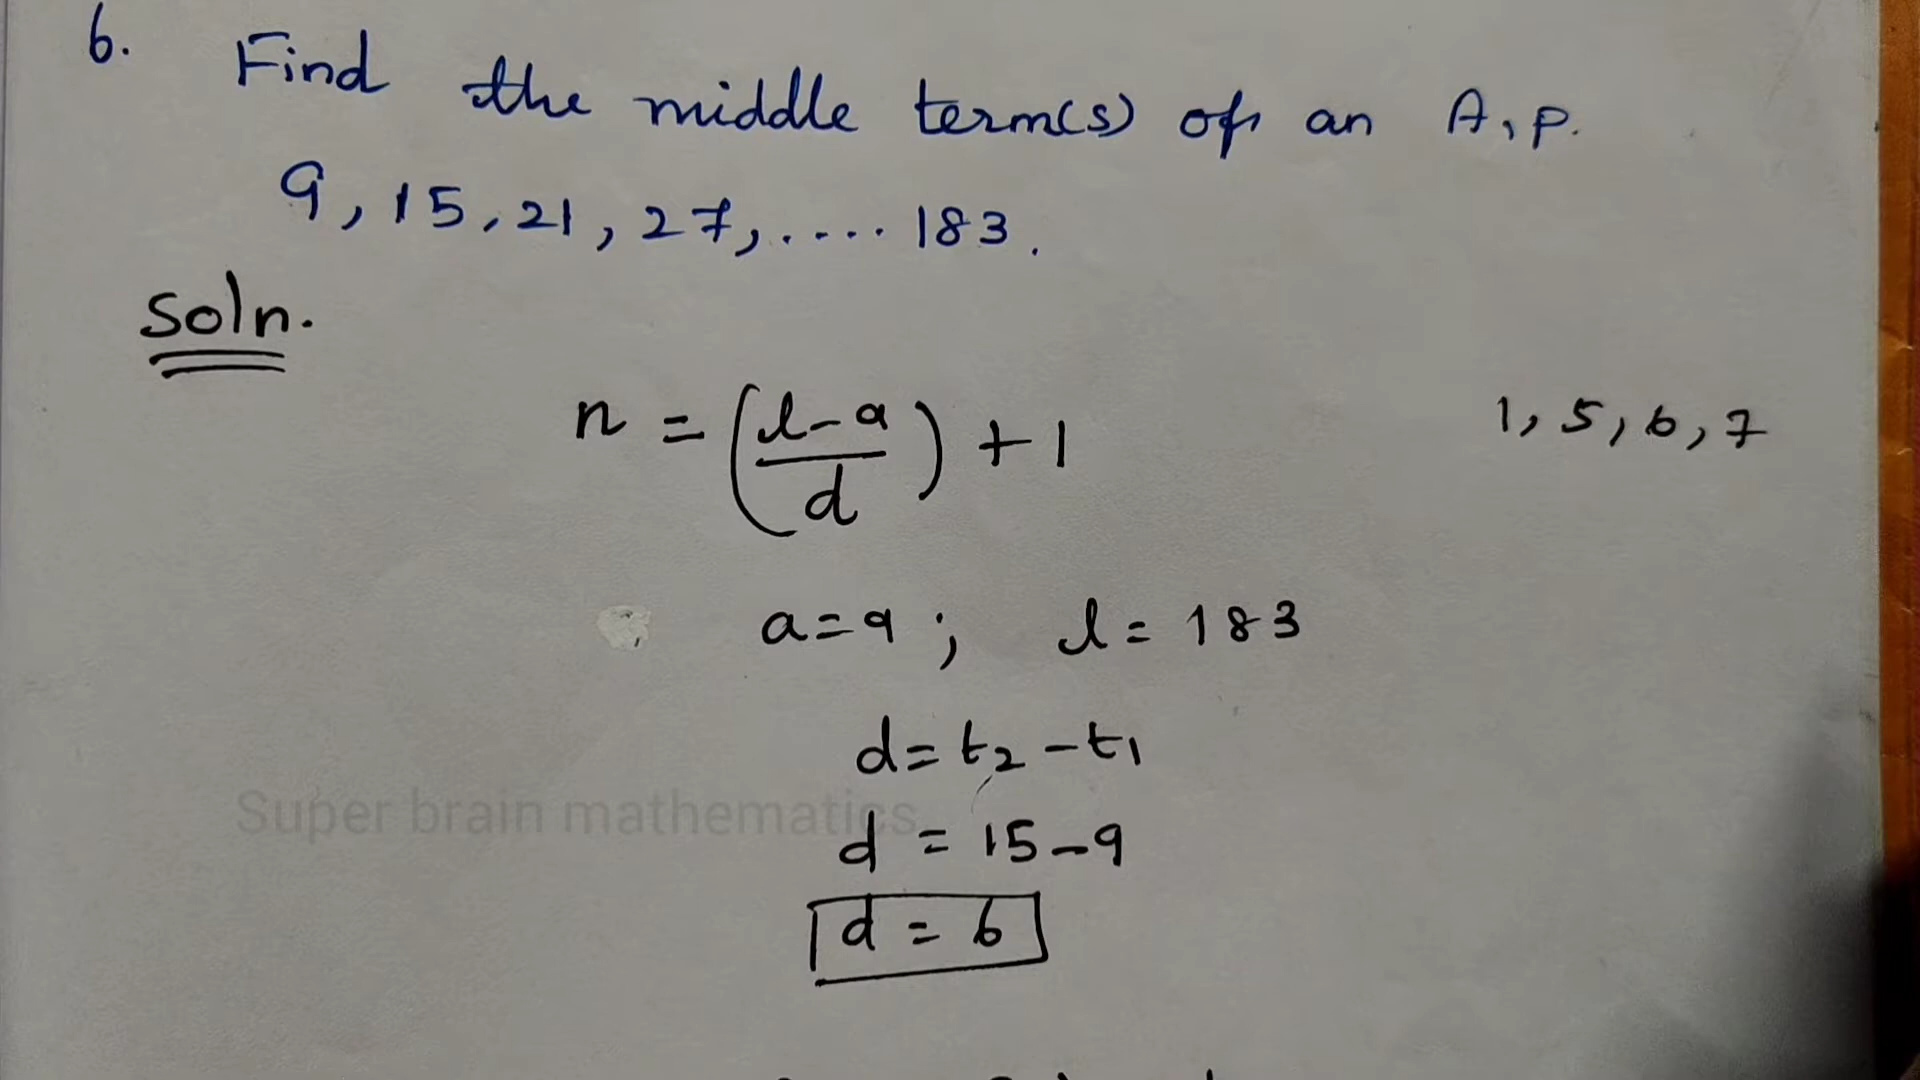 6. Find the middle term(s) of an A.P.
9, 15, 21, 27, .... 183.
Soln.
n = (l-a/d) + 1
1, 5, 6, 7
a=9 ; l = 183
d= t2 - t1
Super brain mathematics
d = 15-9
d = 6